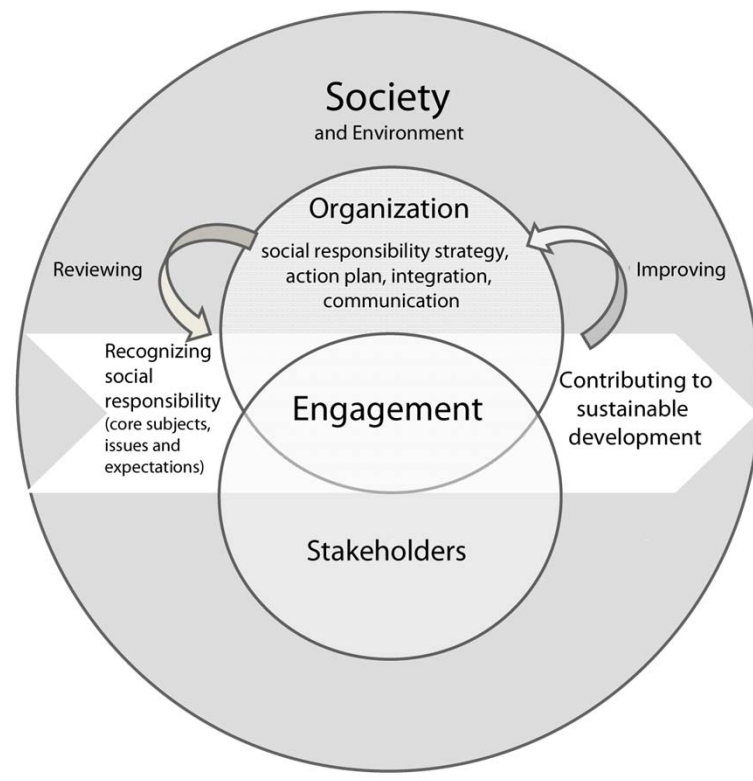 Society
and Environment
Organization
social responsibility strategy,
action plan, integration,
communication
Reviewing
Improving
Recognizing
social
responsibility
(core subjects,
issues and
expectations)
Engagement
Contributing to
sustainable
development
Stakeholders